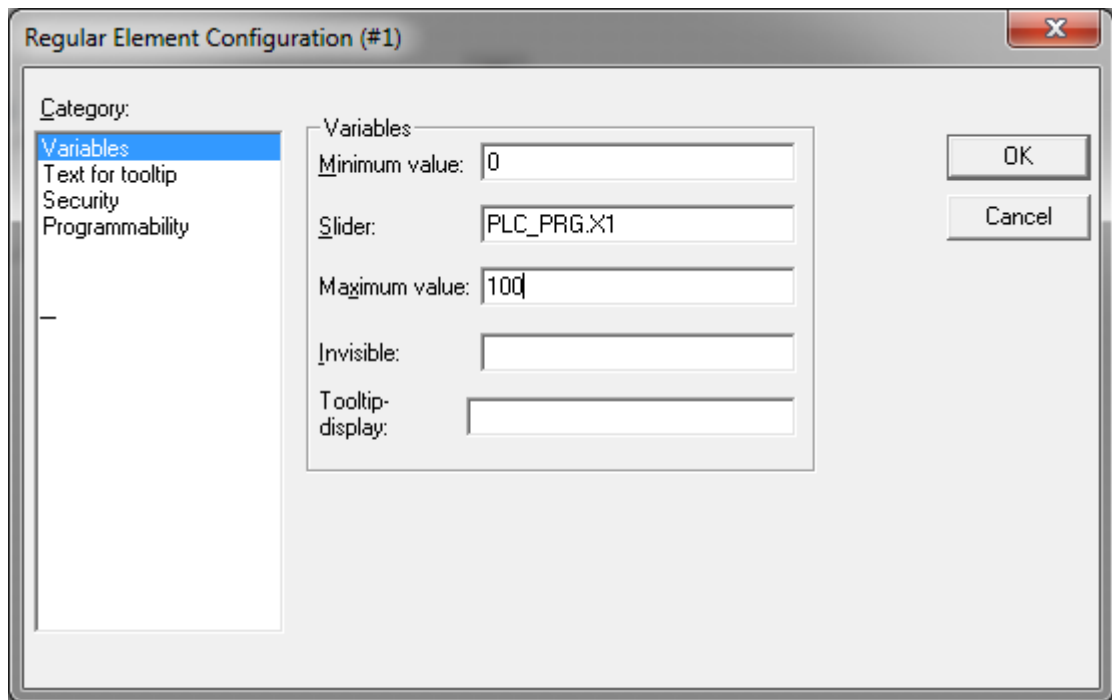 Regular Element Configuration (#1)
Category:
Variables
Text for tooltip
Security
Programmability
Variables
Minimum value: 0
Slider: PLC_PRG.X1
Maximum value: 100
Invisible:
Tooltip-
display:
OK
Cancel